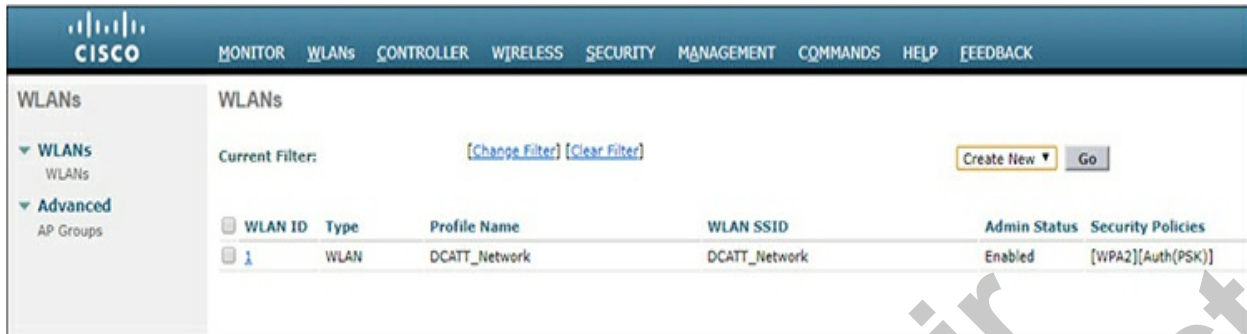 CISCO
MONITOR WLANs CONTROLLER WIRELESS SECURITY MANAGEMENT COMMANDS HELP FEEDBACK
WLANs
WLANs
WLANs
Advanced
AP Groups
WLANs
Current Filter: [Change Filter] [Clear Filter] Create New Go
WLAN ID Type Profile Name WLAN SSID Admin Status Security Policies
1 WLAN DCATT_Network DCATT_Network Enabled [WPA2][Auth(PSK)]